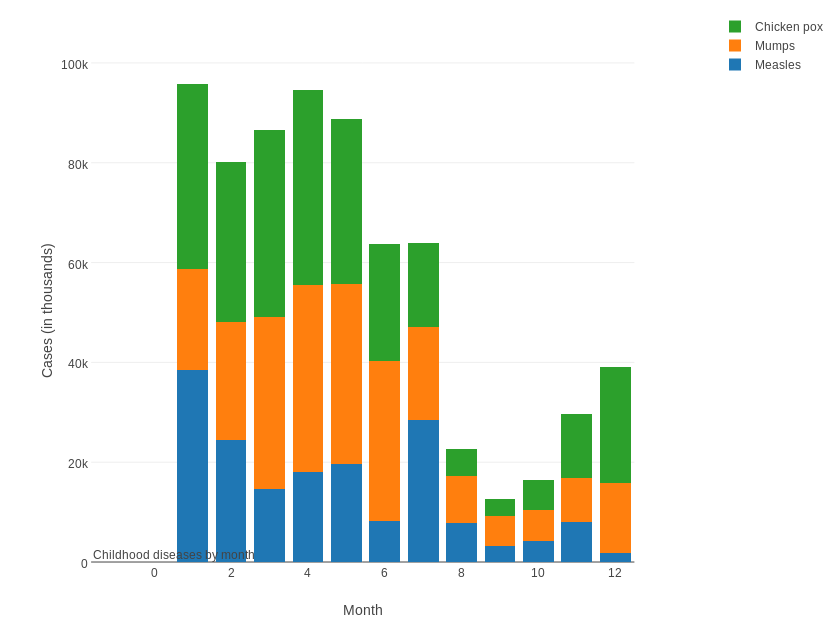 Chicken pox
Mumps
Measles
100k
80k
60k
40k
20k
0
Cases (in thousands)
Childhood diseases by month
0 2 4 6 8 10 12
Month